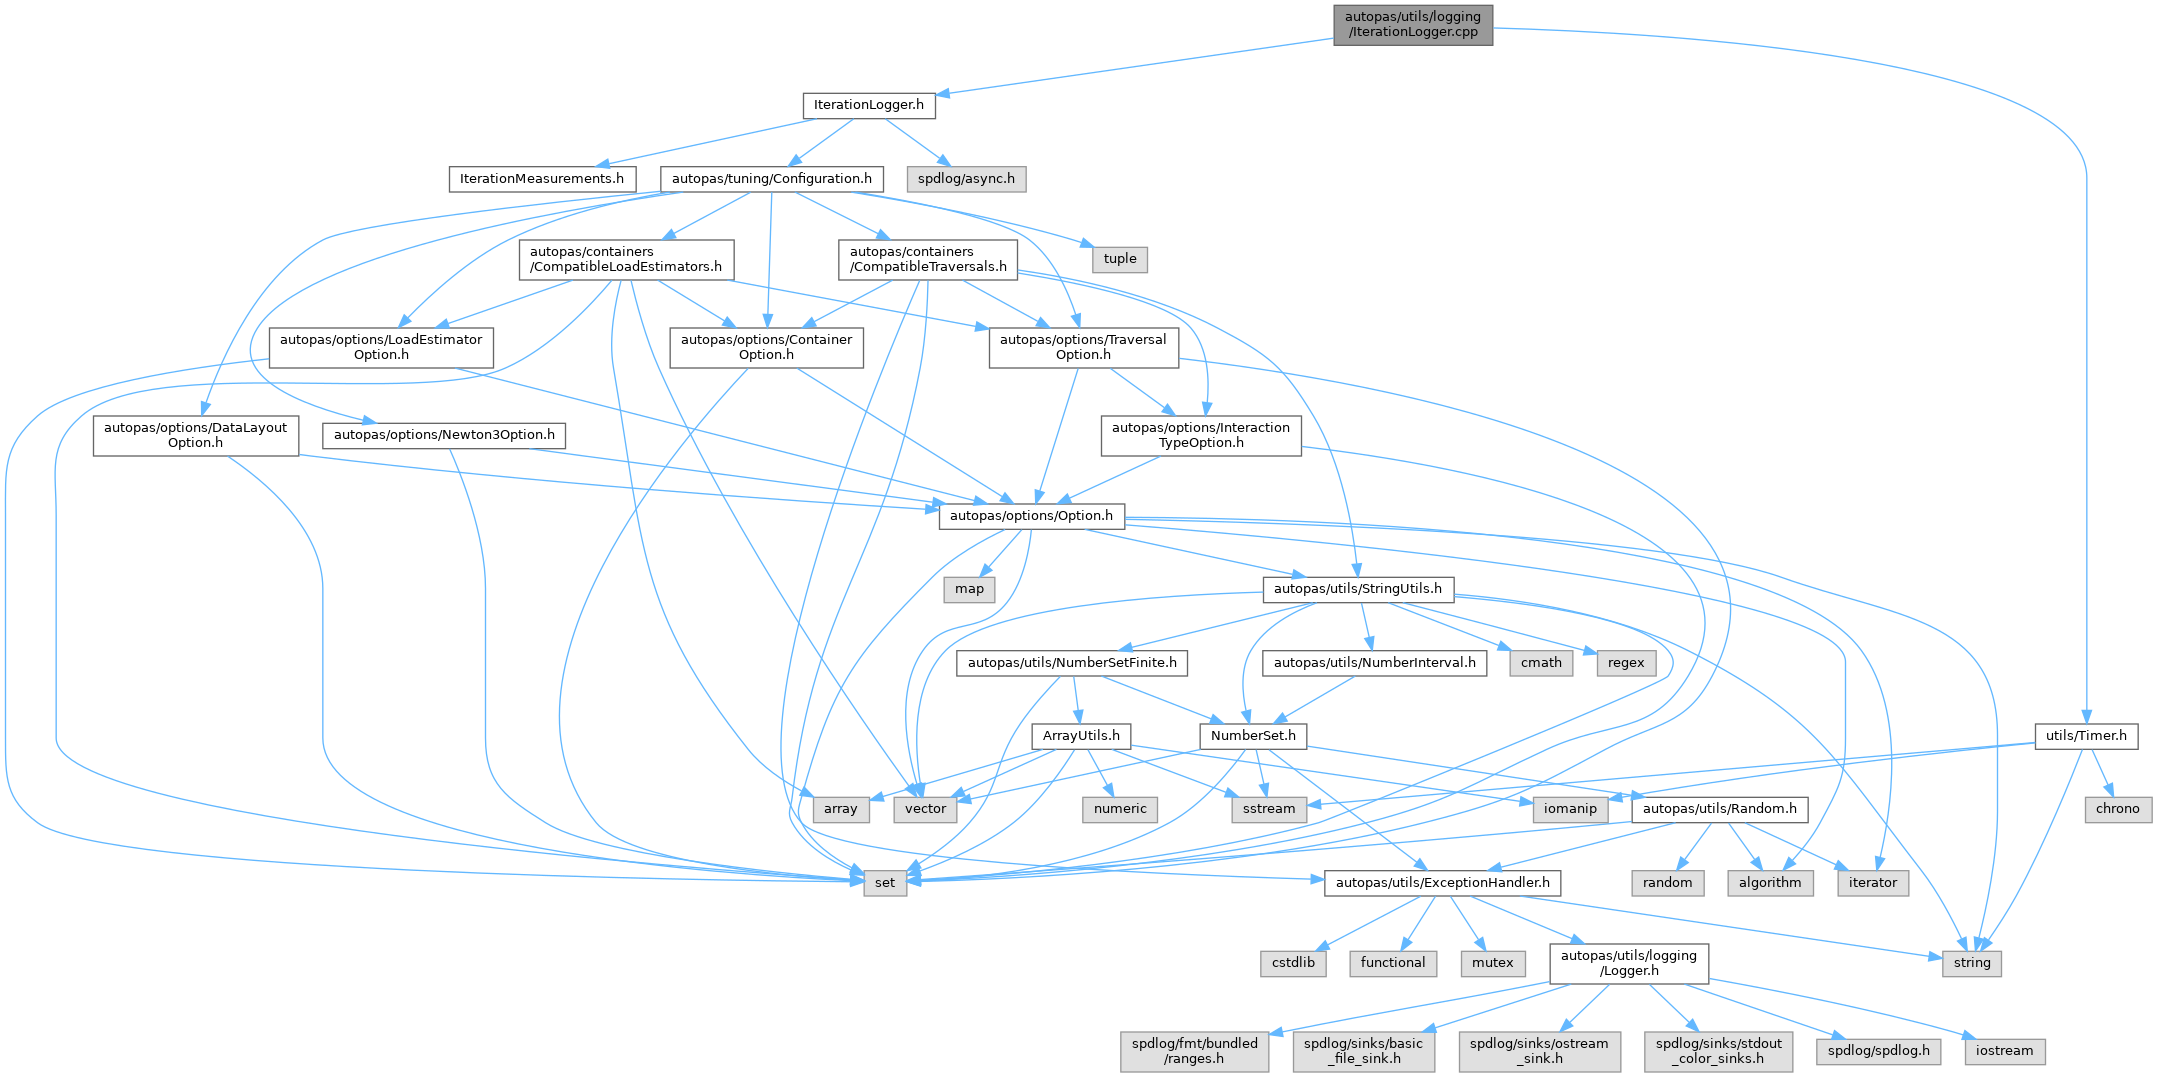 autopas/utils/logging
/IterationLogger.cpp
IterationLogger.h
IterationMeasurements.h
autopas/tuning/Configuration.h
spdlog/async.h
autopas/containers
/CompatibleLoadEstimators.h
autopas/containers
/CompatibleTraversals.h
tuple
autopas/options/LoadEstimator
Option.h
autopas/options/Container
Option.h
autopas/options/Traversal
Option.h
autopas/options/DataLayout
Option.h
autopas/options/Newton3Option.h
autopas/options/Interaction
TypeOption.h
autopas/options/Option.h
map
autopas/utils/StringUtils.h
autopas/utils/NumberSetFinite.h
autopas/utils/NumberInterval.h
cmath
regex
ArrayUtils.h
NumberSet.h
utils/Timer.h
array
vector
numeric
sstream
iomanip
autopas/utils/Random.h
chrono
set
autopas/utils/ExceptionHandler.h
random
algorithm
iterator
cstdlib
functional
mutex
autopas/utils/logging
/Logger.h
string
spdlog/fmt/bundled
/ranges.h
spdlog/sinks/basic
_file_sink.h
spdlog/sinks/ostream
_sink.h
spdlog/sinks/stdout
_color_sinks.h
spdlog/spdlog.h
iostream